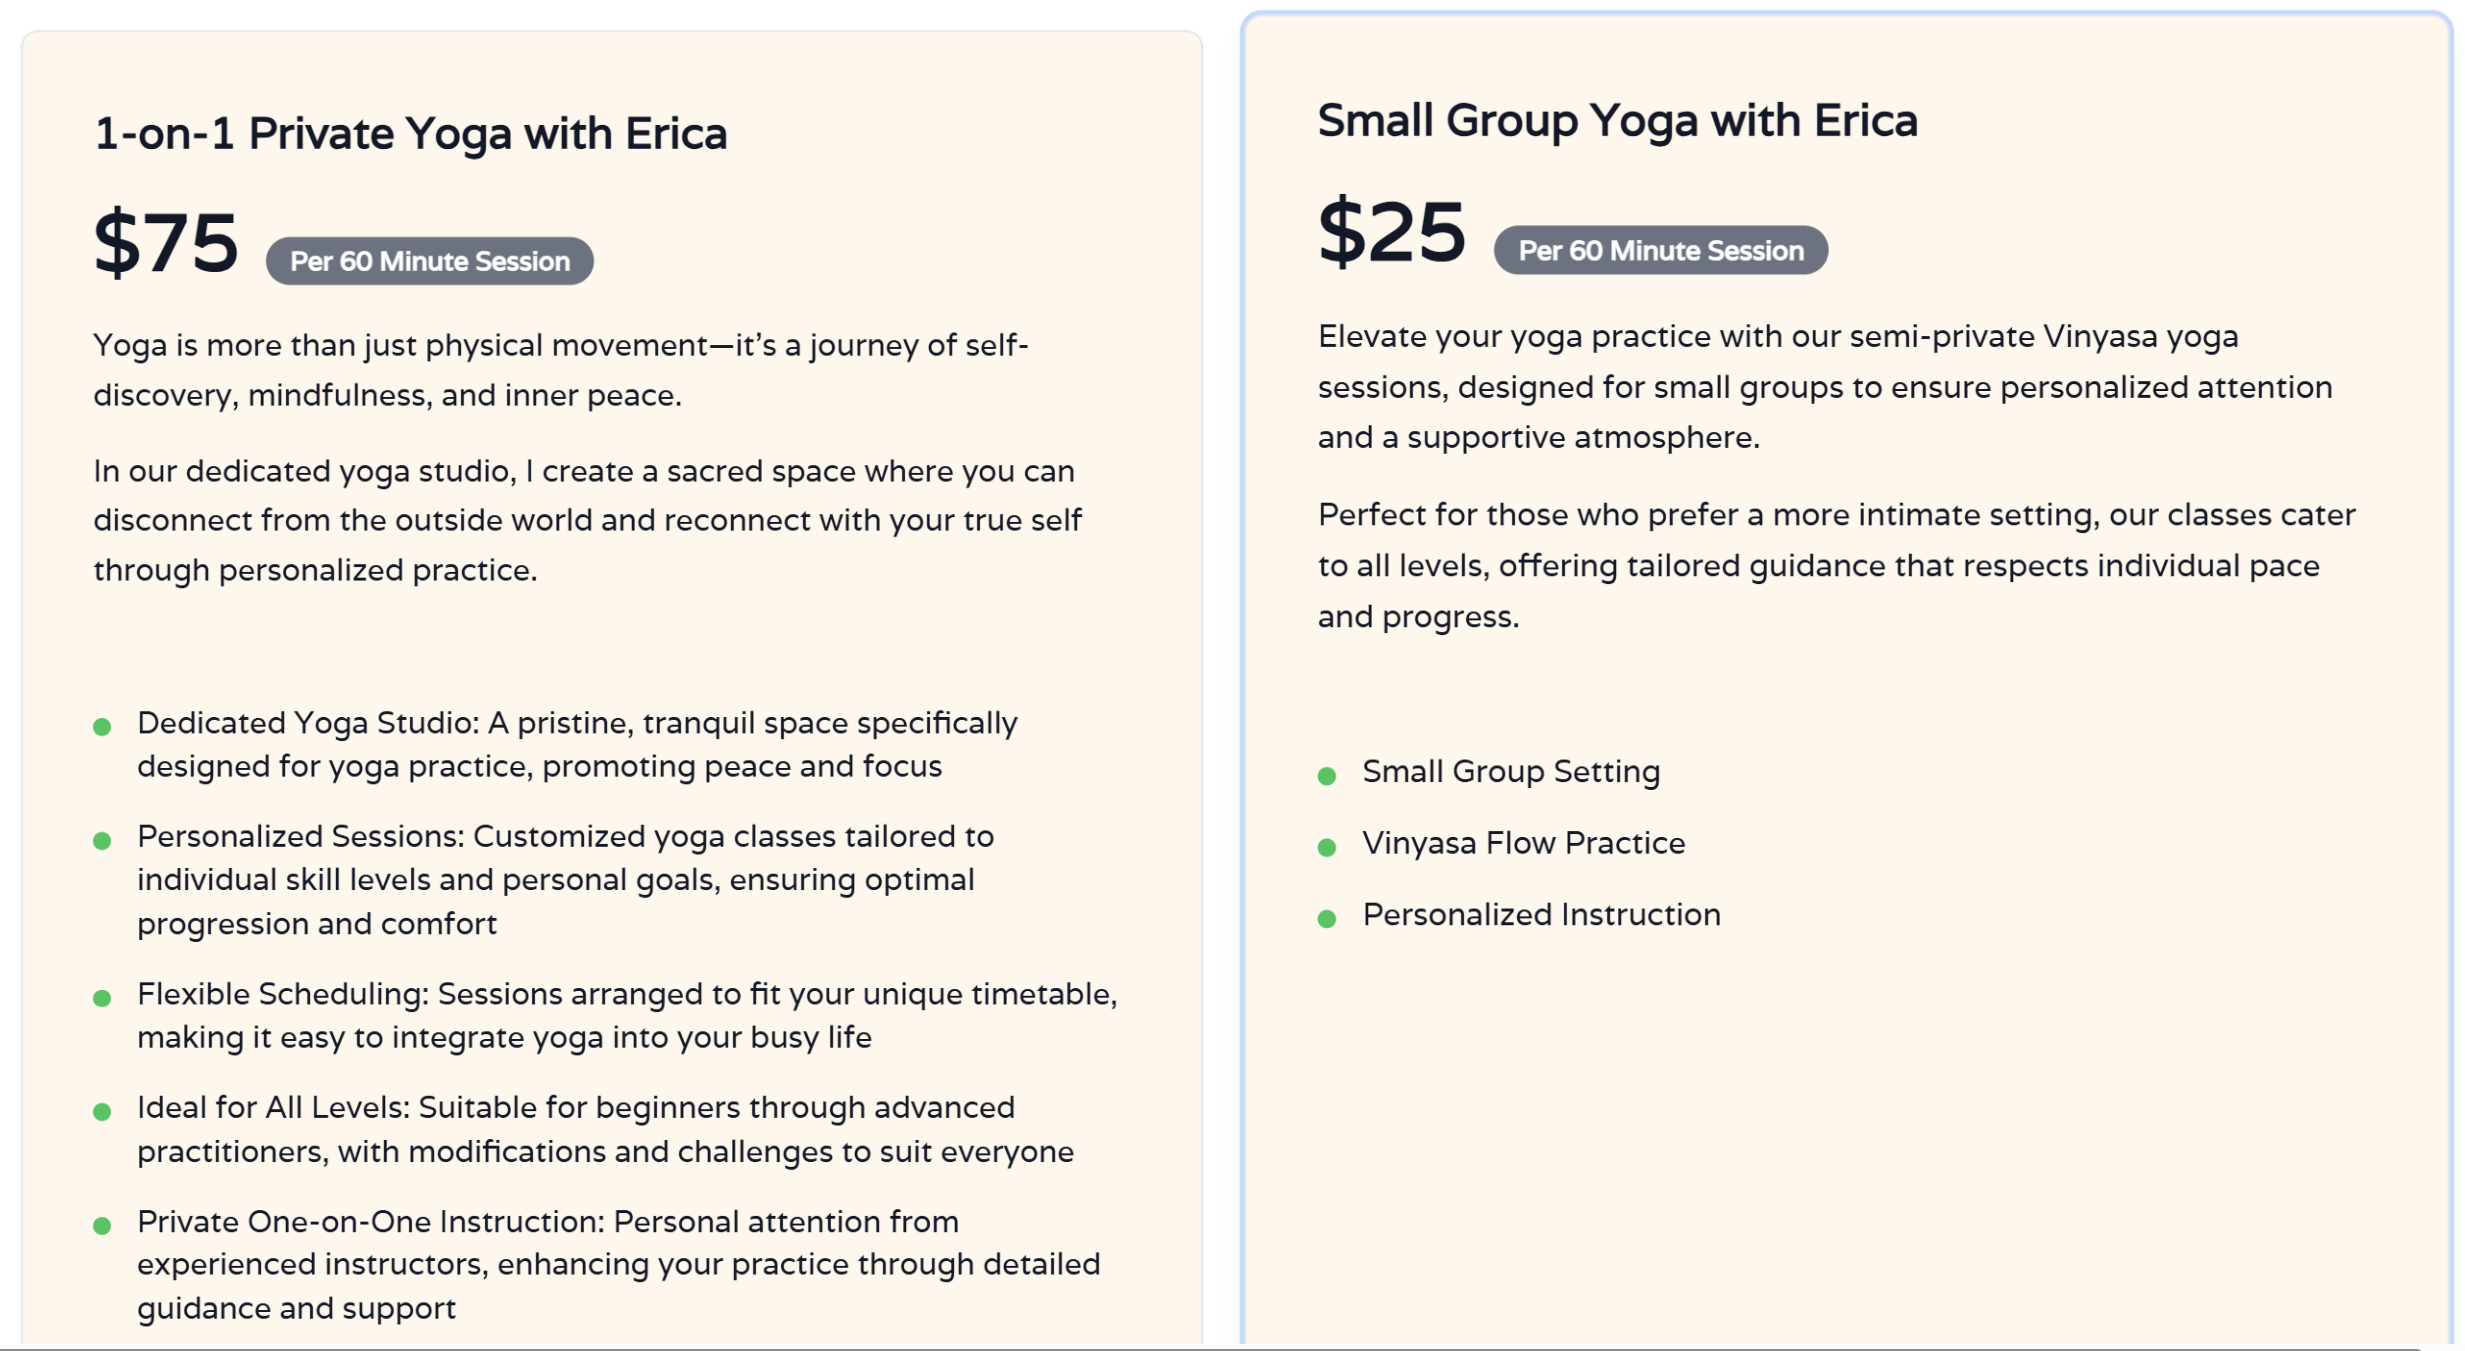 1-on-1 Private Yoga with Erica
$75 Per 60 Minute Session
Yoga is more than just physical movement—it’s a journey of self-
discovery, mindfulness, and inner peace.
In our dedicated yoga studio, I create a sacred space where you can
disconnect from the outside world and reconnect with your true self
through personalized practice.
Dedicated Yoga Studio: A pristine, tranquil space specifically
designed for yoga practice, promoting peace and focus
Personalized Sessions: Customized yoga classes tailored to
individual skill levels and personal goals, ensuring optimal
progression and comfort
Flexible Scheduling: Sessions arranged to fit your unique timetable,
making it easy to integrate yoga into your busy life
Ideal for All Levels: Suitable for beginners through advanced
practitioners, with modifications and challenges to suit everyone
Private One-on-One Instruction: Personal attention from
experienced instructors, enhancing your practice through detailed
guidance and support
Small Group Yoga with Erica
$25 Per 60 Minute Session
Elevate your yoga practice with our semi-private Vinyasa yoga
sessions, designed for small groups to ensure personalized attention
and a supportive atmosphere.
Perfect for those who prefer a more intimate setting, our classes cater
to all levels, offering tailored guidance that respects individual pace
and progress.
Small Group Setting
Vinyasa Flow Practice
Personalized Instruction